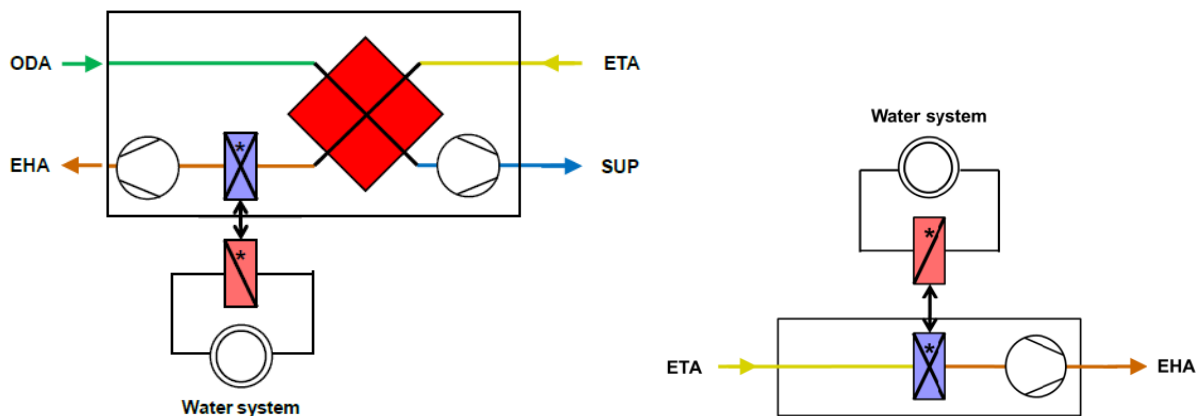 ODA
ETA
EHA
*
SUP
*
Water system
Water system
*
ETA
*
EHA